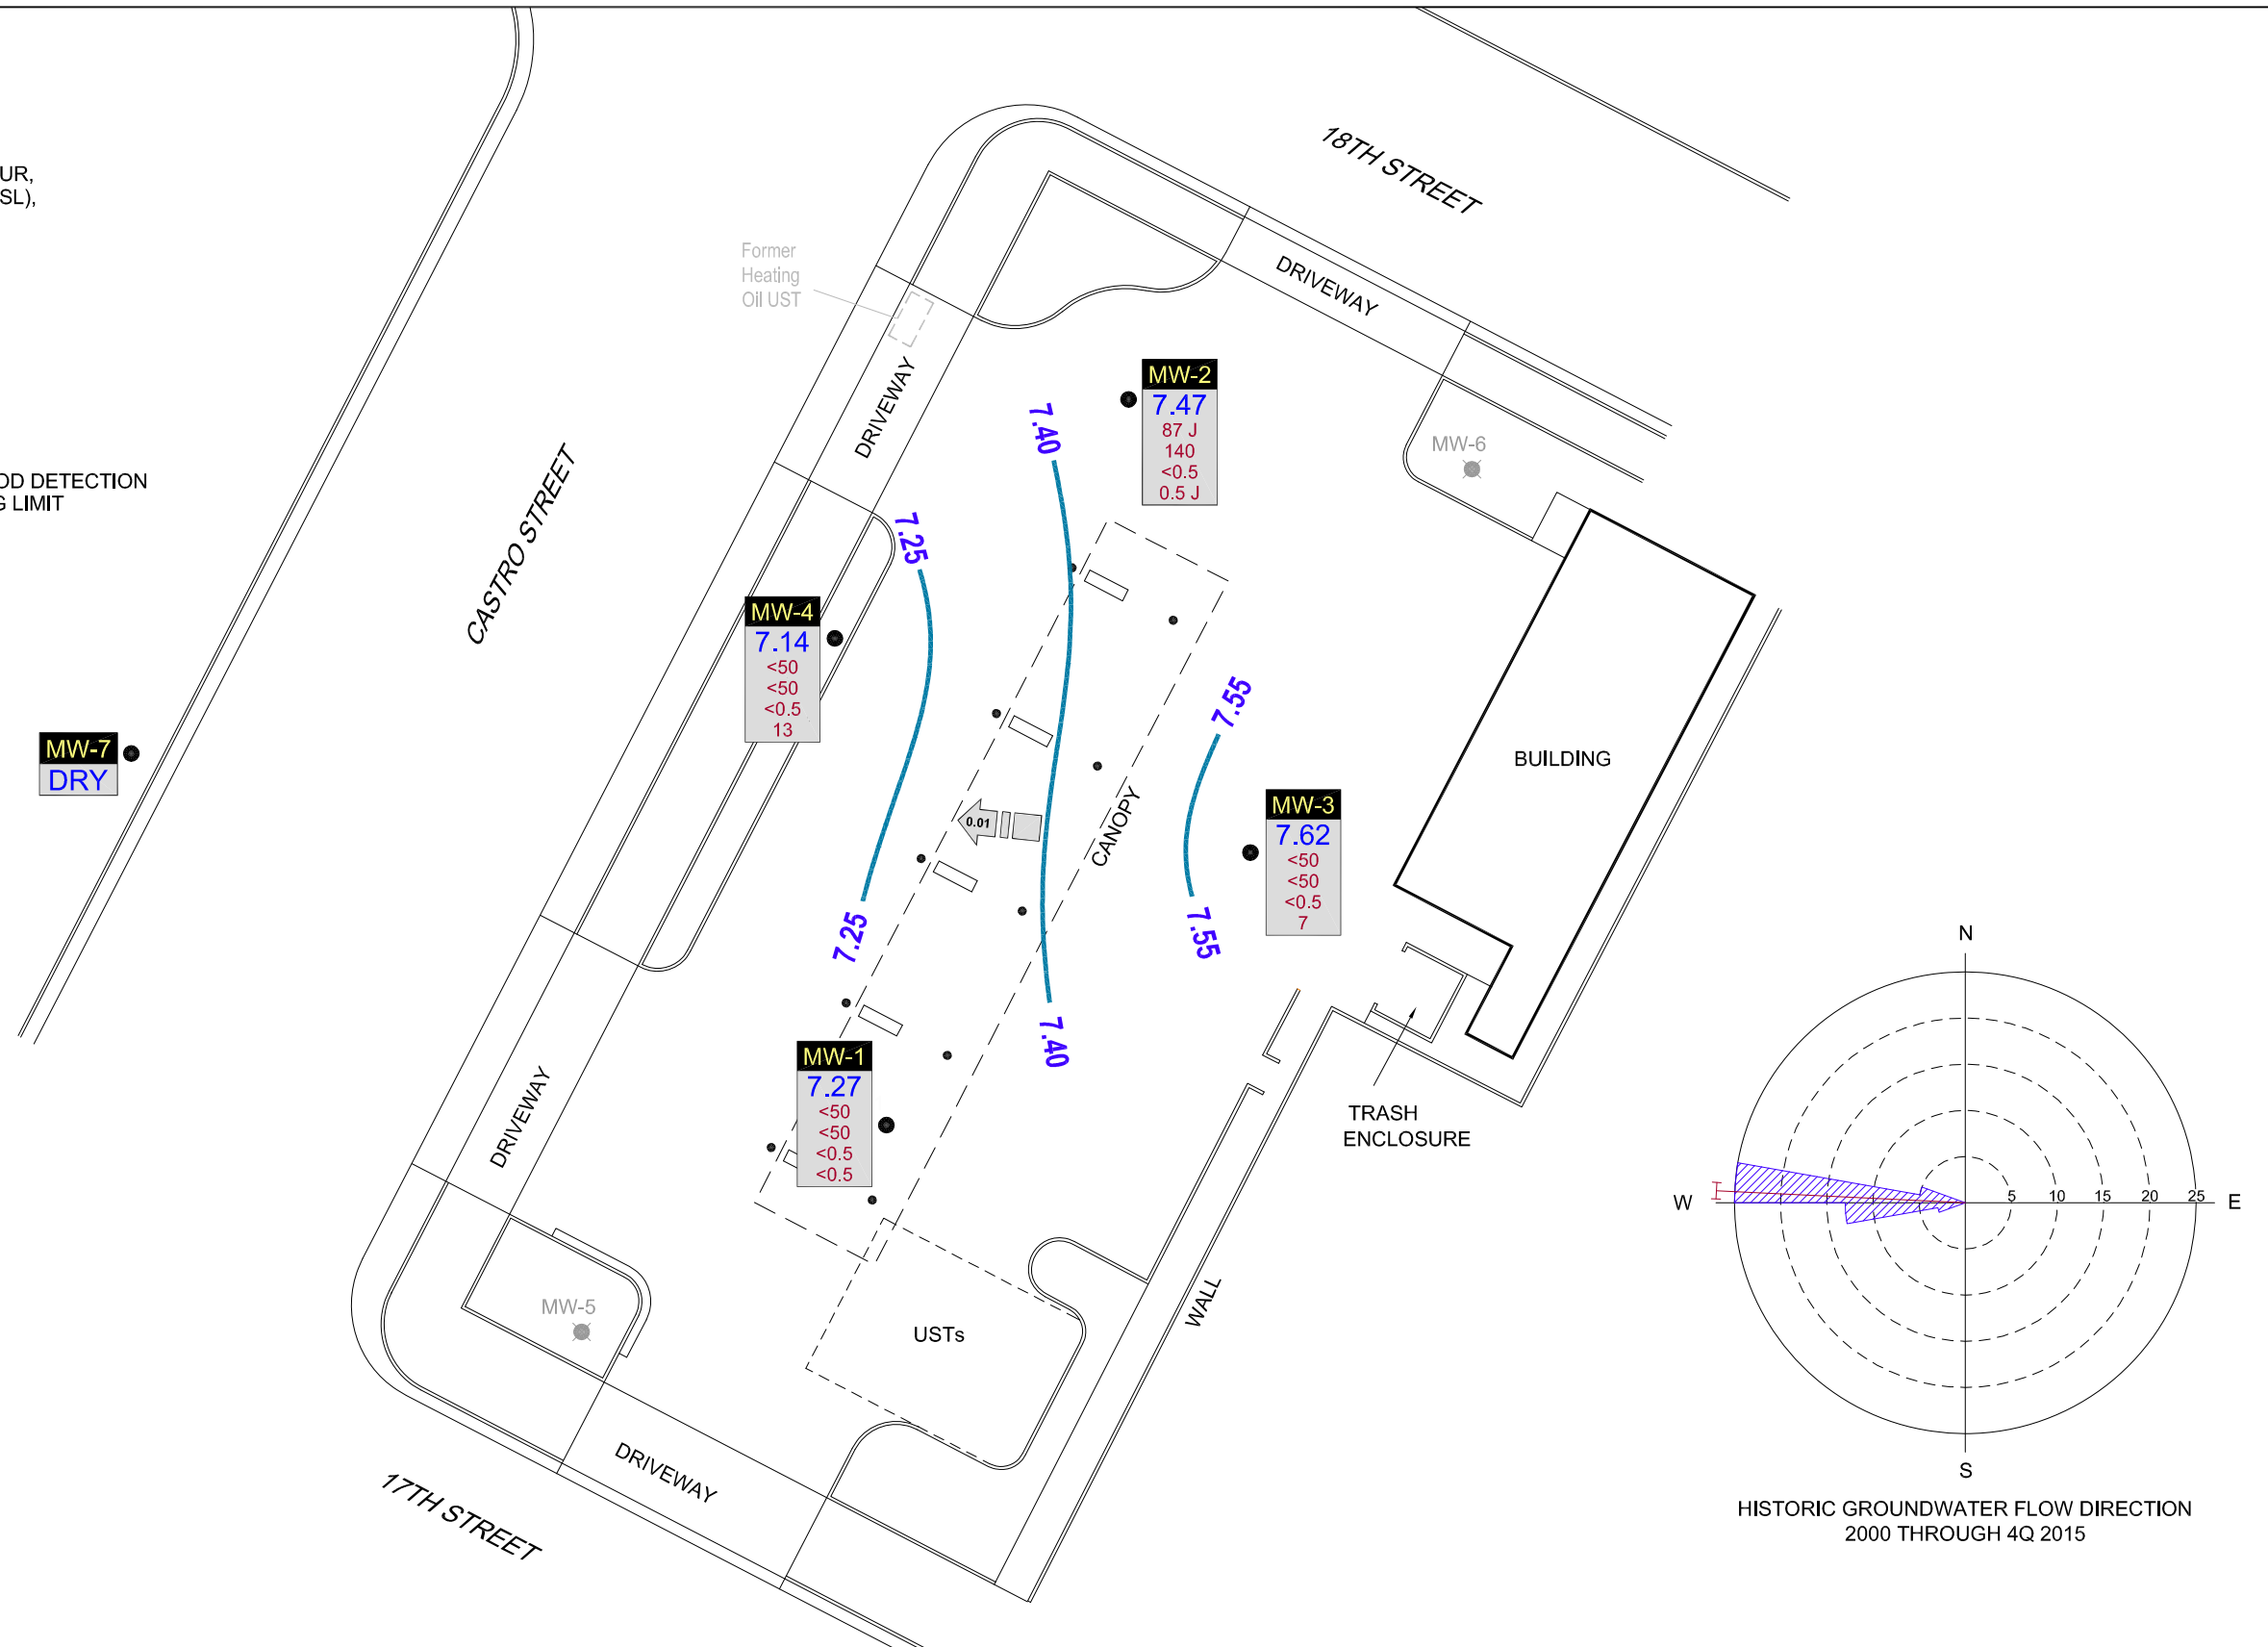 UR,
SL),
OD DETECTION
G LIMIT
18TH STREET
DRIVEWAY
Former
Heating
Oil UST
DRIVEWAY
CASTRO STREET
MW-2
7.47
87 J
140
<0.5
0.5 J
7.40
MW-6
7.25
MW-4
7.14
<50
<50
<0.5
13
MW-7
DRY
7.55
BUILDING
MW-3
7.62
<50
<50
<0.5
7
0.01
CANOPY
7.25
7.55
7.40
MW-1
7.27
<50
<50
<0.5
<0.5
DRIVEWAY
TRASH
ENCLOSURE
MW-5
USTs
WALL
DRIVEWAY
17TH STREET
N
W
5 10 15 20 25
E
S
HISTORIC GROUNDWATER FLOW DIRECTION
2000 THROUGH 4Q 2015